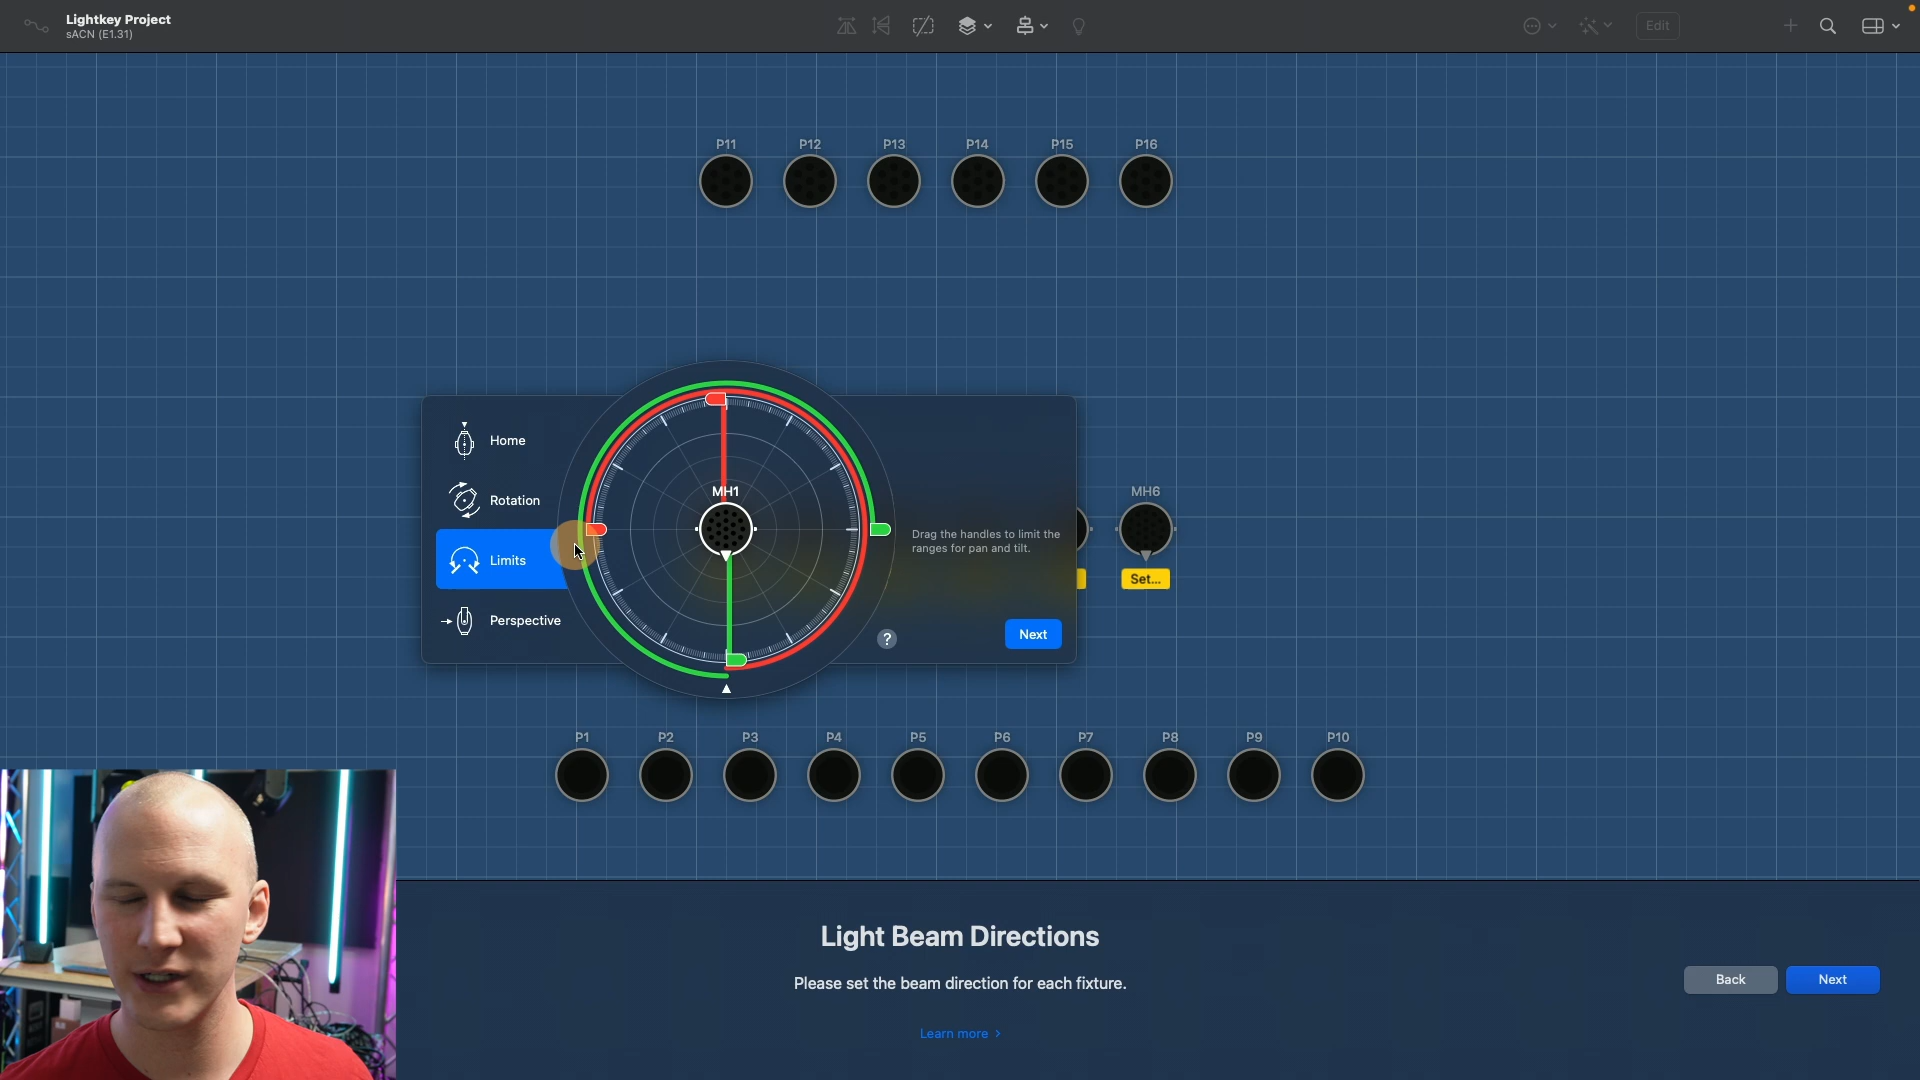 Lightkey Project
sACN (E1.31)
Edit
P11 P12 P13 P14 P15 P16
Home
Rotation
Limits
Perspective
MH1
Drag the handles to limit the
ranges for pan and tilt.
?
Next
MH6
Set...
P1 P2 P3 P4 P5 P6 P7 P8 P9 P10
Light Beam Directions
Please set the beam direction for each fixture.
Learn more >
Back
Next